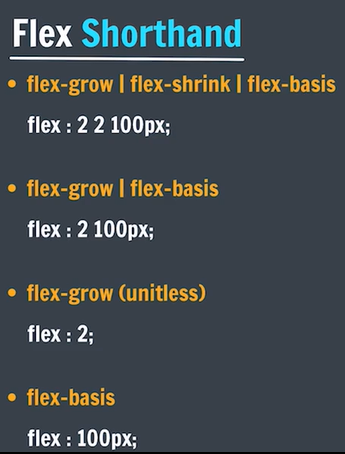 Flex Shorthand
• flex-grow | flex-shrink | flex-basis
flex : 2 2 100px;
• flex-grow | flex-basis
flex : 2 100px;
• flex-grow (unitless)
flex : 2;
• flex-basis
flex : 100px;